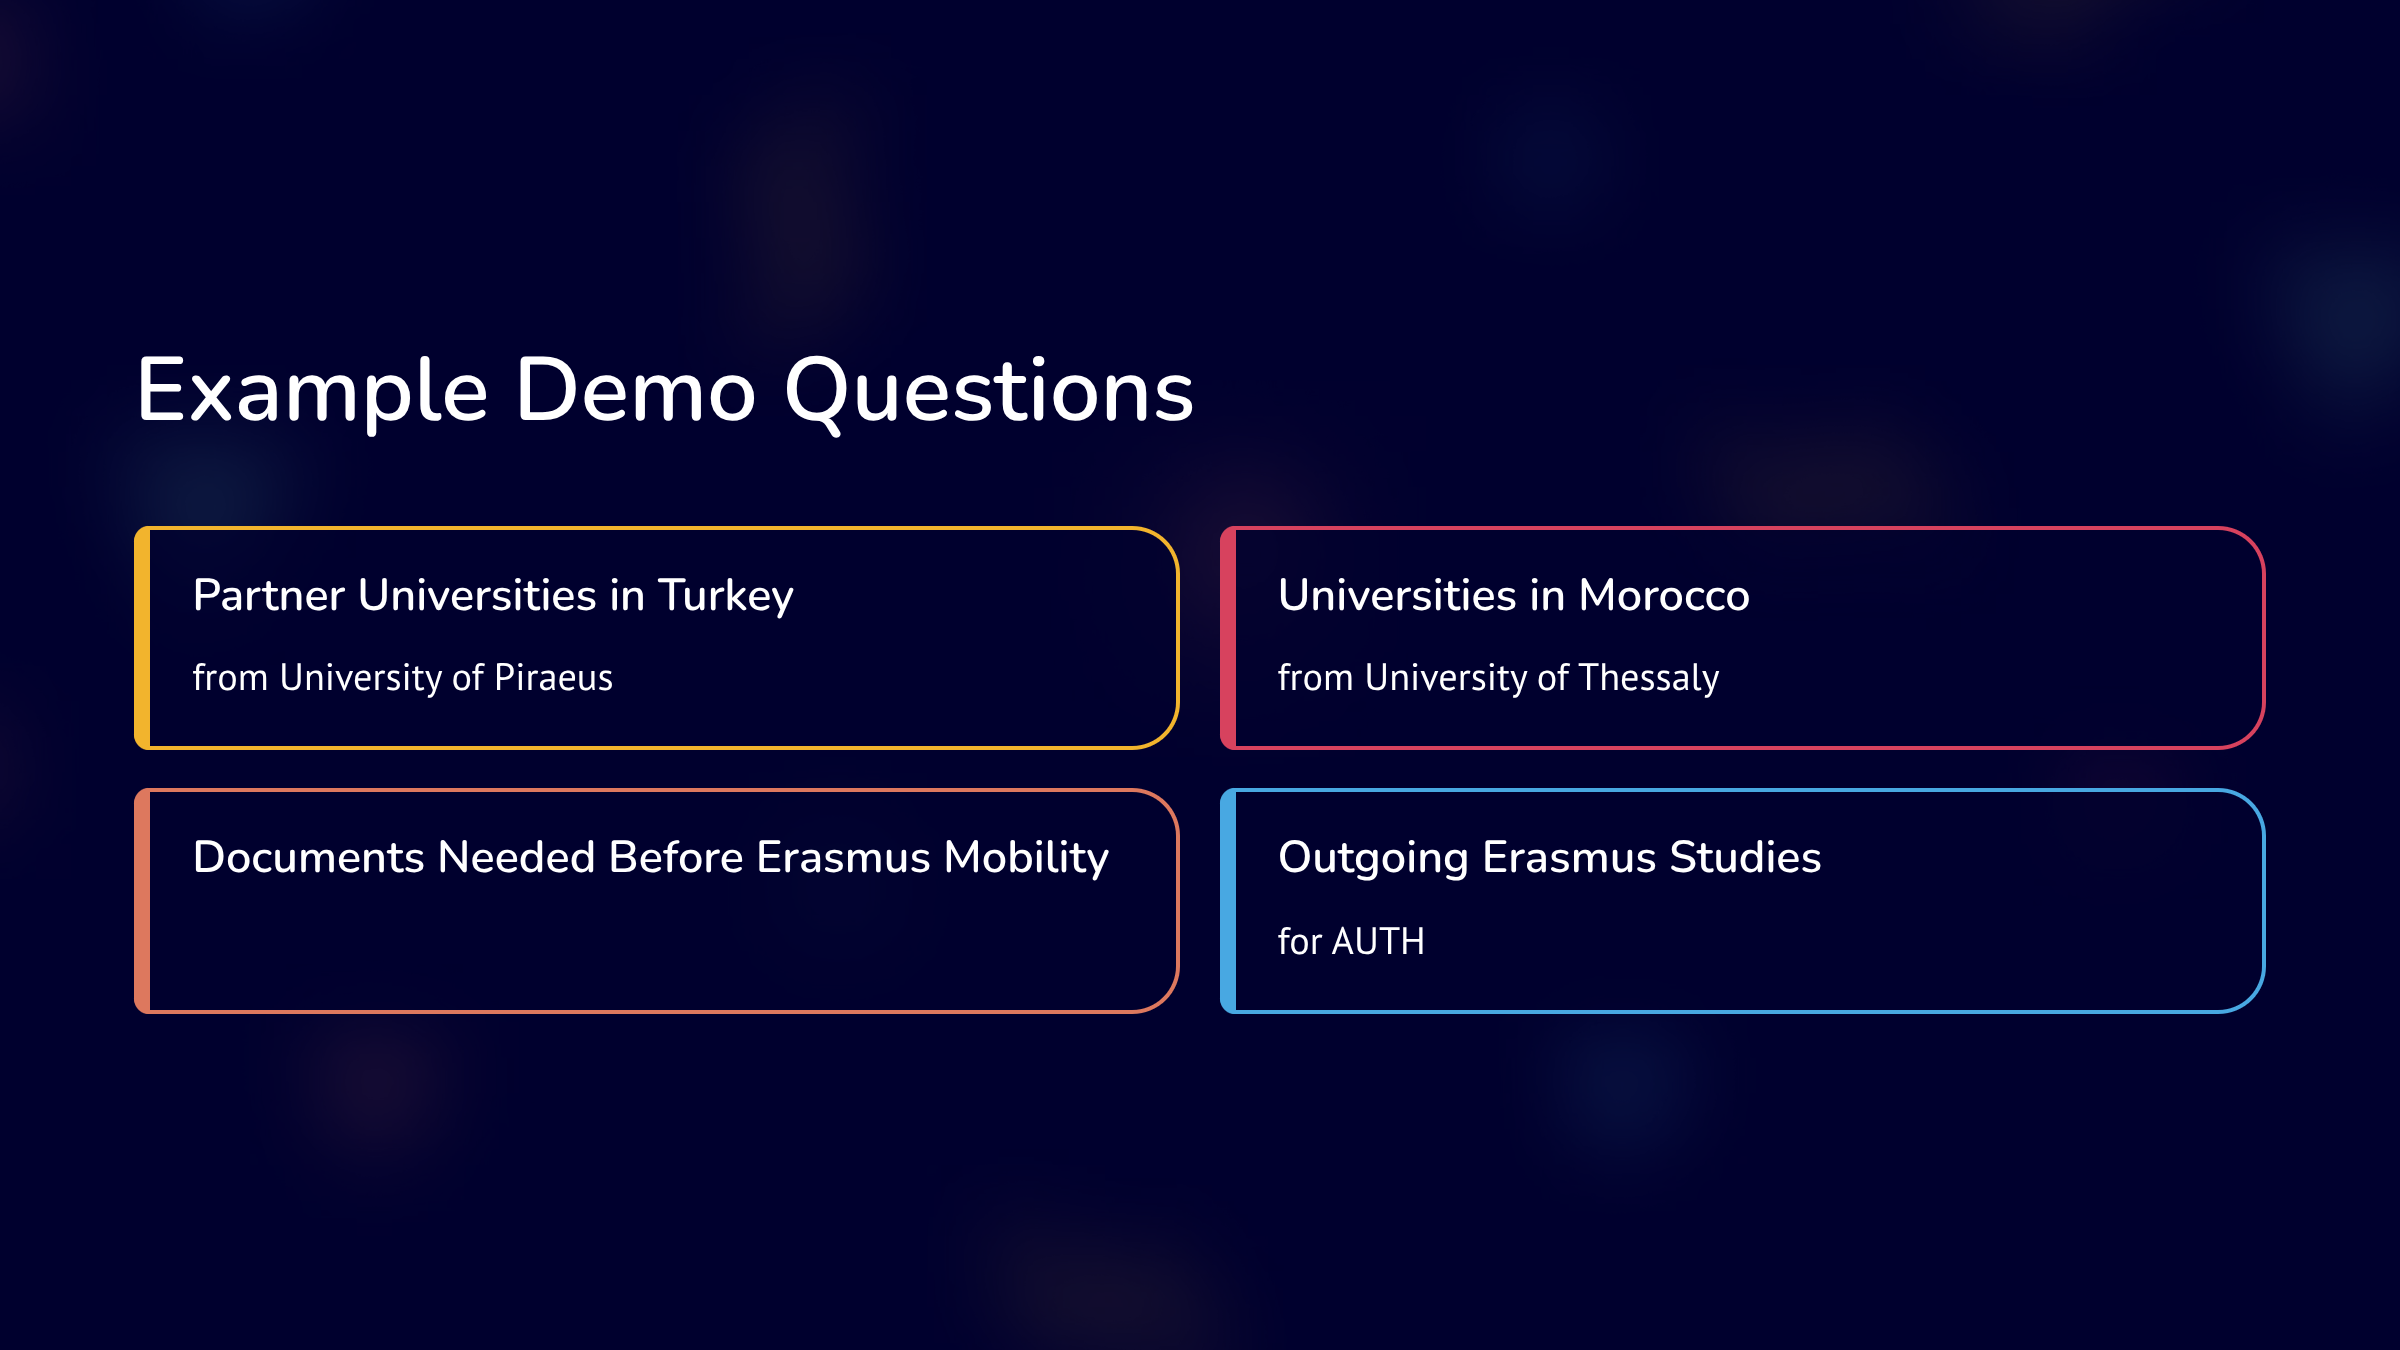 Example Demo Questions
Partner Universities in Turkey
from University of Piraeus
Universities in Morocco
from University of Thessaly
Documents Needed Before Erasmus Mobility
Outgoing Erasmus Studies
for AUTH